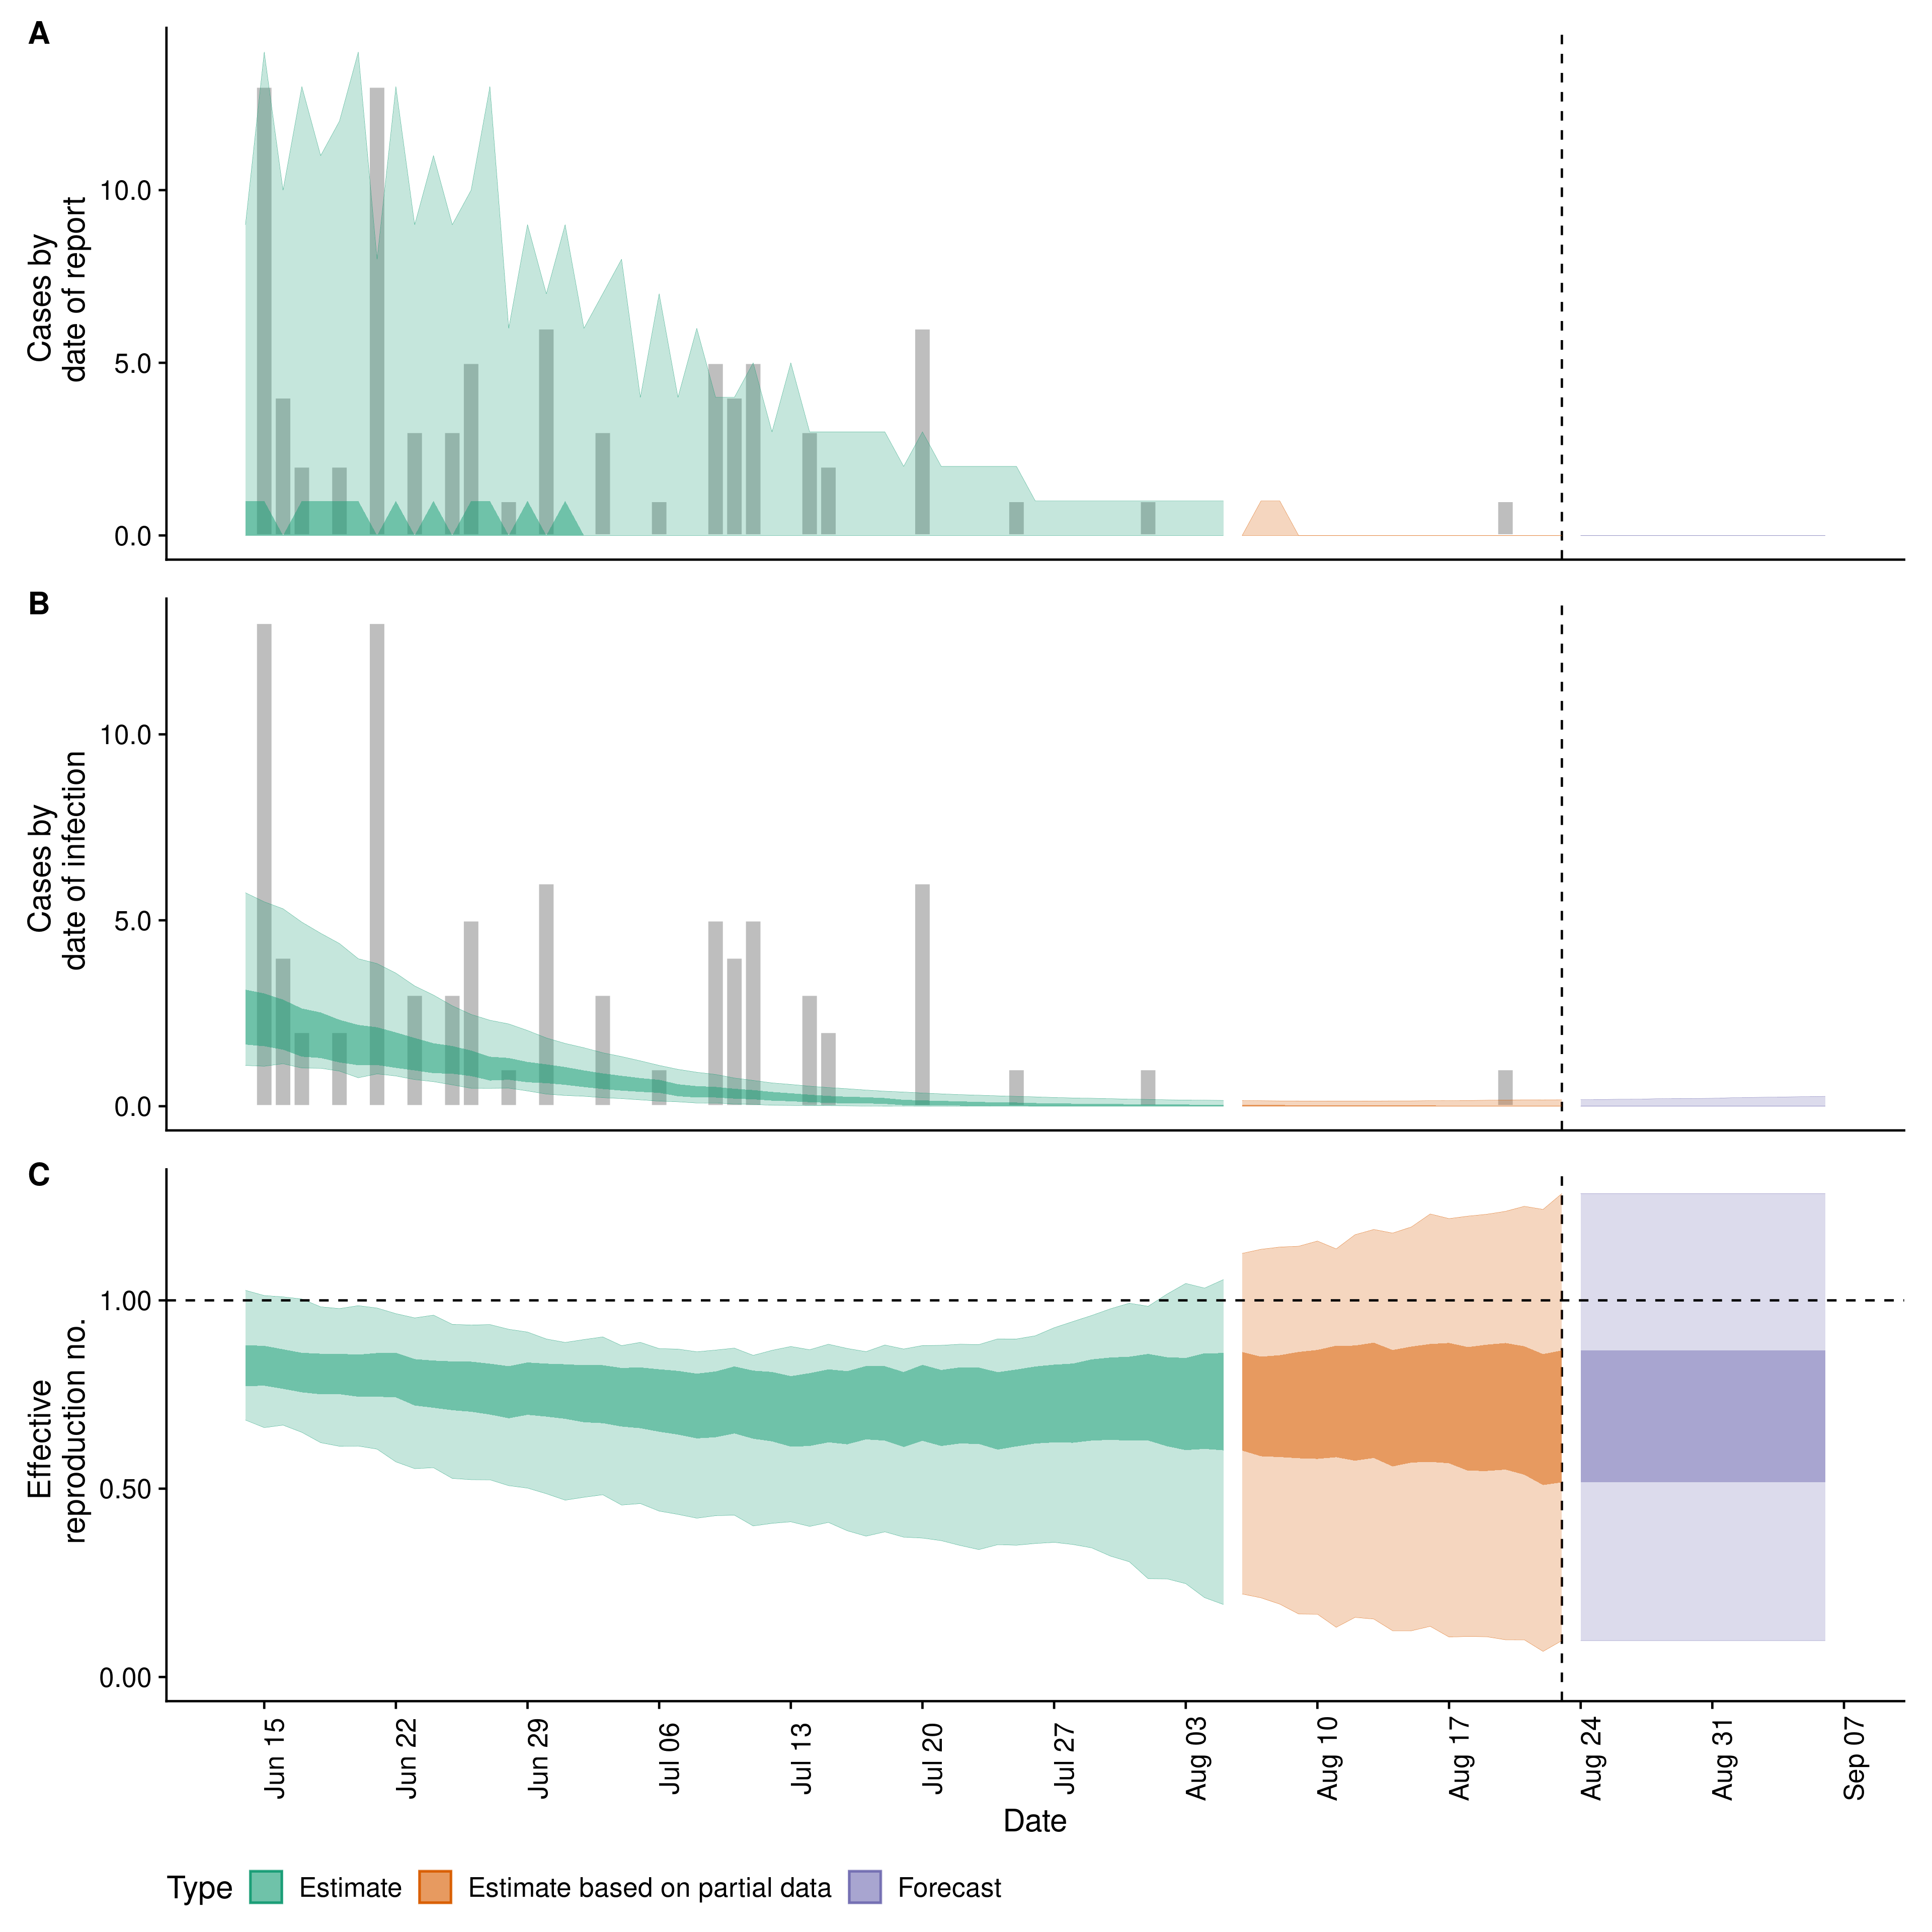 A
Cases by
date of report
10.0
5.0
0.0
B
Cases by
date of infection
10.0
5.0
0.0
C
Effective
reproduction no.
1.00
0.50
0.00
Jun 15
Jun 22
Jun 29
Jul 06
Jul 13
Jul 20
Jul 27
Aug 03
Aug 10
Aug 17
Aug 24
Aug 31
Sep 07
Date
Type Estimate Estimate based on partial data Forecast